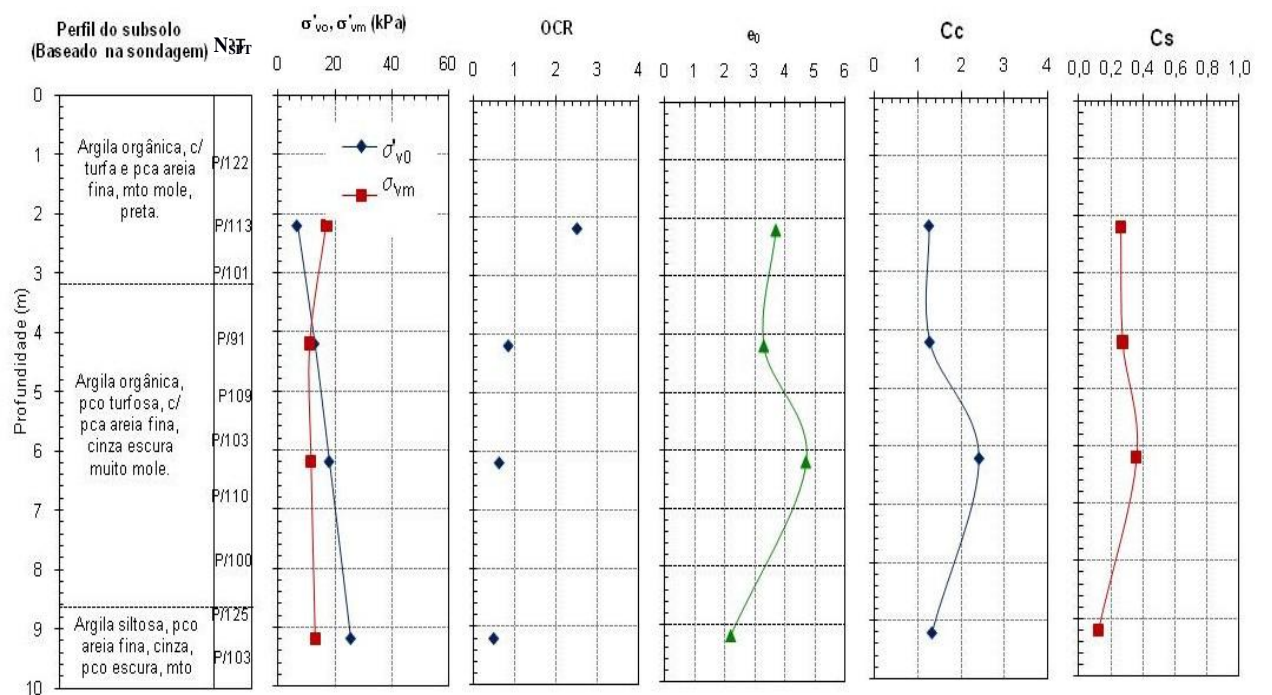 Perfil do subsolo
(Baseado na sondagem)
σ'vo, σ'vm (kPa)
OCR
e₀
Cc
Cs
0 20 40 60
0 1 2 3 4
0 1 2 3 4 5 6
0 1 2 3 4
0,0 0,2 0,4 0,6 0,8 1,0
Profundidade (m)
0
1
2
3
4
5
6
7
8
9
10
Argila orgânica, c/
turfa e pca areia
fina, mto mole,
preta.
Argila orgânica,
pco turfosa, c/
pca areia fina,
cinza escura
muito mole.
Argila siltosa, pco
areia fina, cinza,
pco escura, mto
P/122
P/113
P/101
P/91
P109
P/103
P/110
P/100
P/125
P/103
σ'v0
σ'vm